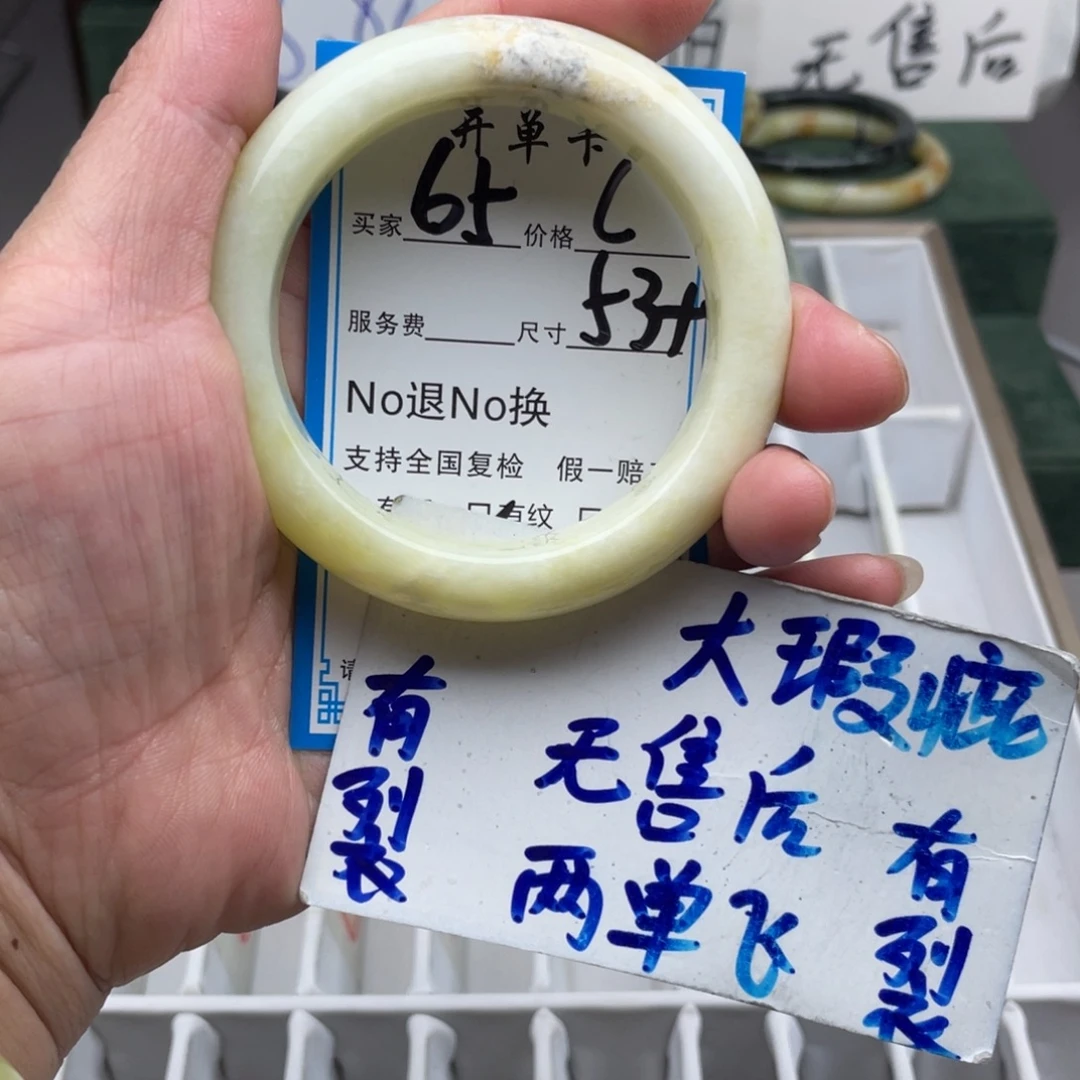 无售后
开单卡
买家 65 价格 L
服务费 尺寸 53+
No退No换
支持全国复检 假一赔
有纹
请
大瑕疵
无售后
两单飞
有裂
有裂